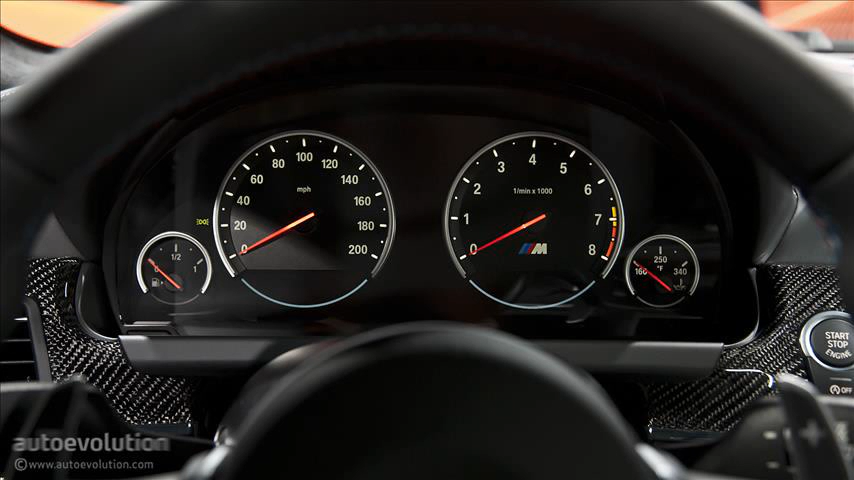 0
20
40
60
80
100
120
140
160
180
200
mph
0
1
2
3
4
5
6
7
8
1/min x 1000
M
0
1/2
1
160
250
340
°F
START
STOP
ENGINE
OFF
autoevolution
©www.autoevolution.com